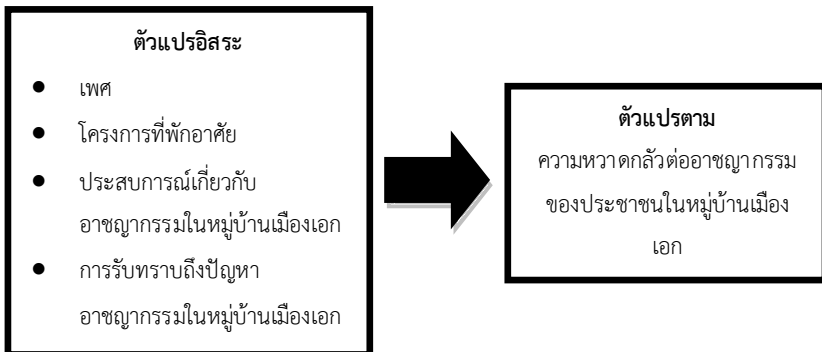 ตัวแปรอิสระ
● เพศ
● โครงการที่พักอาศัย
● ประสบการณ์เกี่ยวกับ
อาชญากรรมในหมู่บ้านเมืองเอก
● การรับทราบถึงปัญหา
อาชญากรรมในหมู่บ้านเมืองเอก
ตัวแปรตาม
ความหวาดกลัวต่ออาชญากรรม
ของประชาชนในหมู่บ้านเมือง
เอก